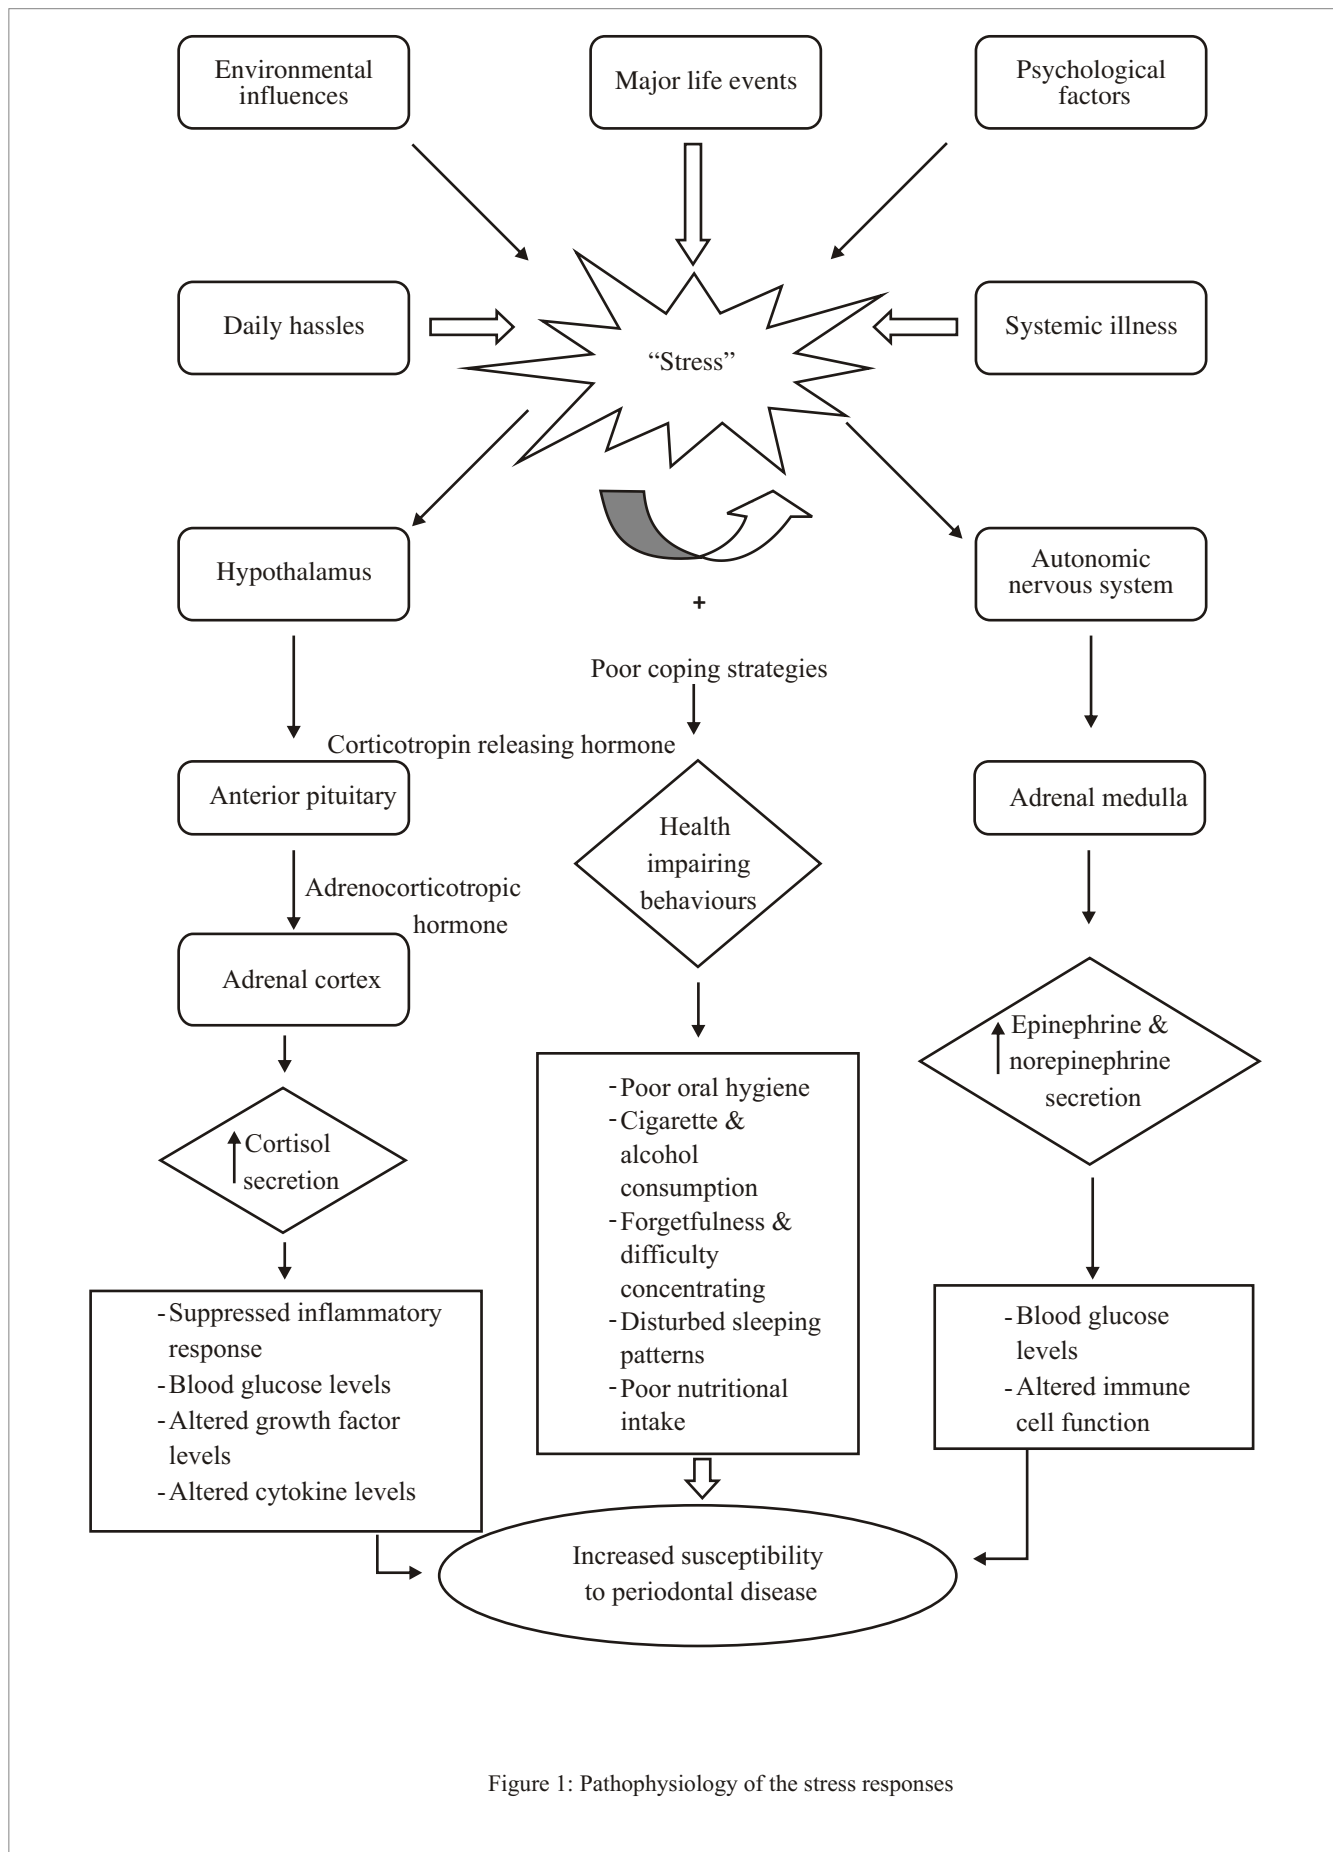 Environmental
influences
Major life events
Psychological
factors
Daily hassles
“Stress”
Systemic illness
Hypothalamus
Autonomic
nervous system
+
Poor coping strategies
Corticotropin releasing hormone
Anterior pituitary
Adrenal medulla
Health
impairing
behaviours
Adrenocorticotropic
hormone
Adrenal cortex
Epinephrine &
norepinephrine
secretion
Cortisol
secretion
- Poor oral hygiene
- Cigarette &
alcohol
consumption
- Forgetfulness &
difficulty
concentrating
- Disturbed sleeping
patterns
- Poor nutritional
intake
- Suppressed inflammatory
response
- Blood glucose levels
- Altered growth factor
levels
- Altered cytokine levels
- Blood glucose
levels
- Altered immune
cell function
Increased susceptibility
to periodontal disease
Figure 1: Pathophysiology of the stress responses